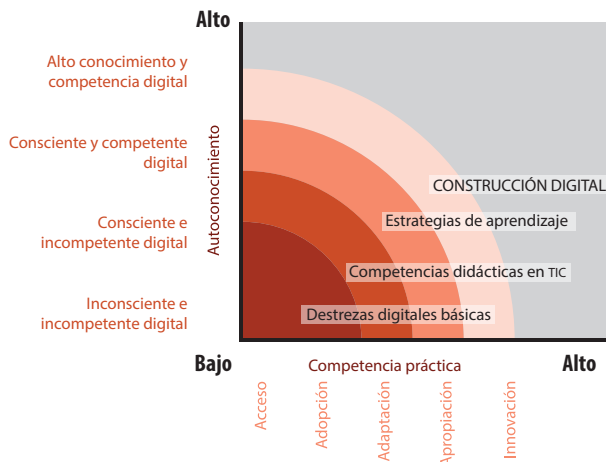 Alto
Alto conocimiento y
competencia digital
Consciente y competente
digital
Consciente e
incompetente digital
Inconsciente e
incompetente digital
Autoconocimiento
CONSTRUCCIÓN DIGITAL
Estrategias de aprendizaje
Competencias didácticas en TIC
Destrezas digitales básicas
Bajo
Competencia práctica
Alto
Acceso
Adopción
Adaptación
Apropiación
Innovación